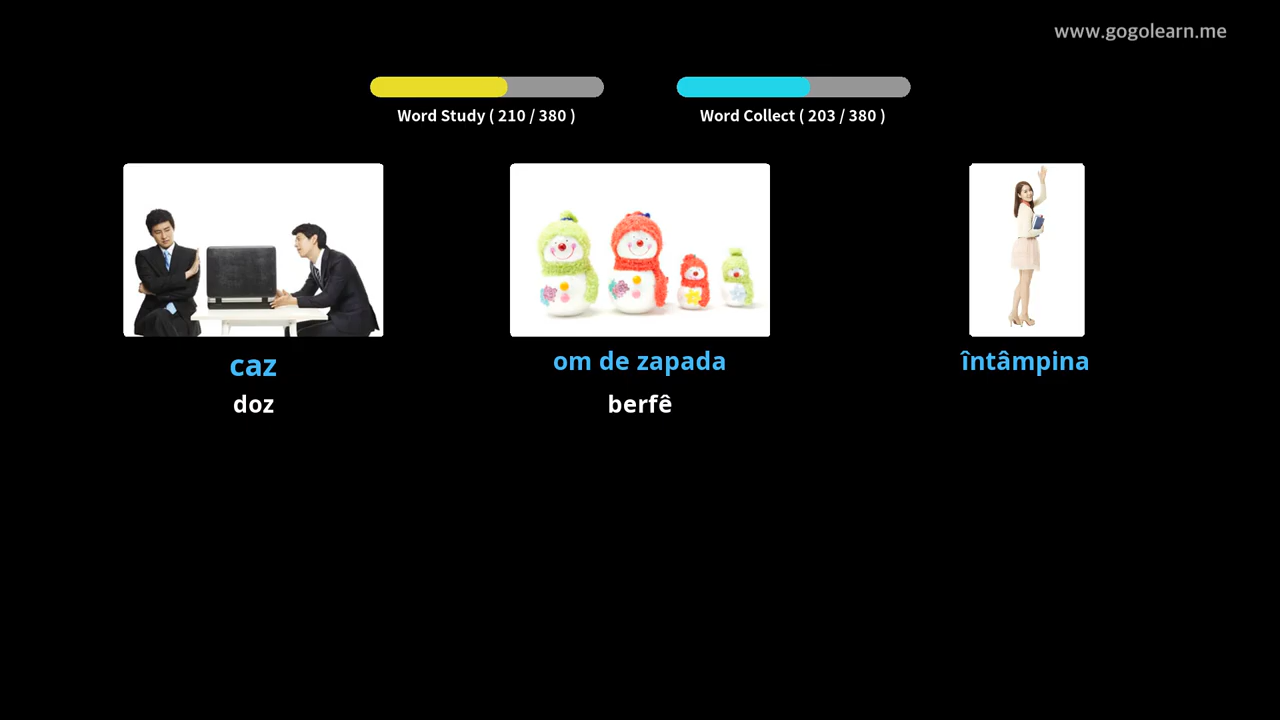 www.gogolearn.me
Word Study ( 210 / 380 )
Word Collect ( 203 / 380 )
caz
om de zapada
întâmpina
doz
berfê